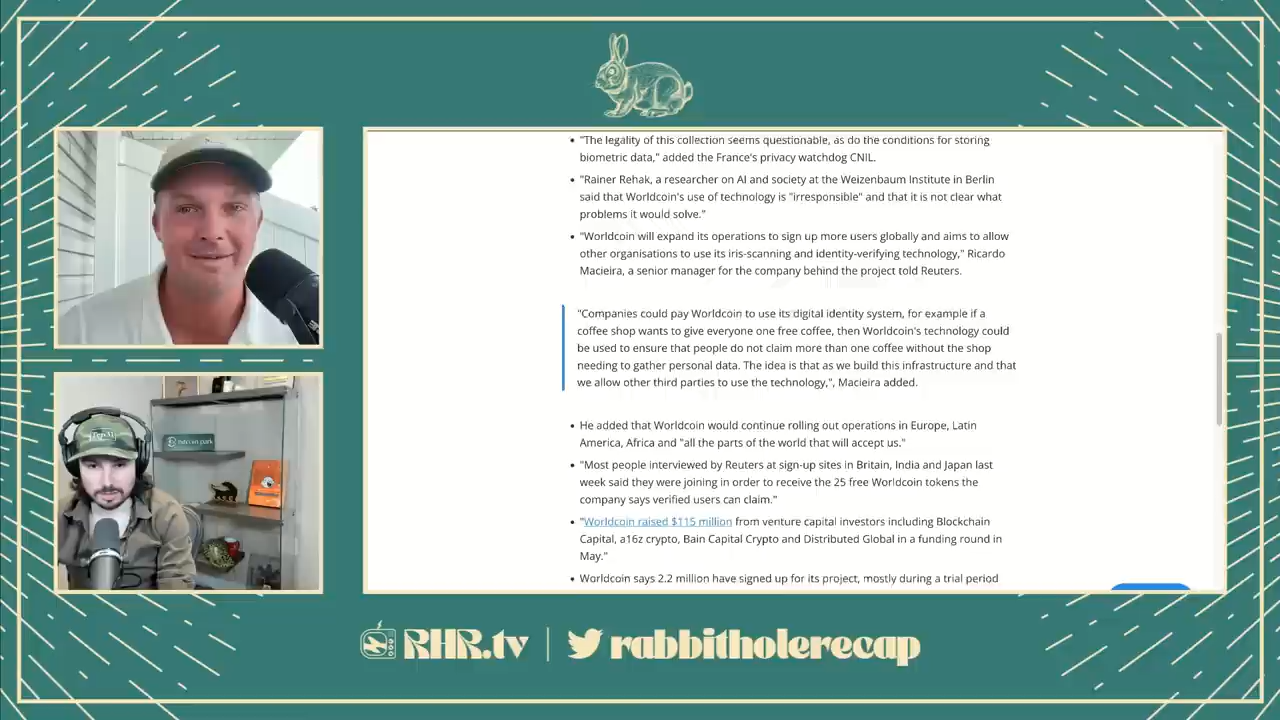 • "The legality of this collection seems questionable, as do the conditions for storing
biometric data," added the France's privacy watchdog CNIL.
• "Rainer Rehak, a researcher on AI and society at the Weizenbaum Institute in Berlin
said that Worldcoin's use of technology is "irresponsible" and that it is not clear what
problems it would solve."
• "Worldcoin will expand its operations to sign up more users globally and aims to allow
other organisations to use its iris-scanning and identity-verifying technology," Ricardo
Macieira, a senior manager for the company behind the project told Reuters.
"Companies could pay Worldcoin to use its digital identity system, for example if a
coffee shop wants to give everyone one free coffee, then Worldcoin's technology could
be used to ensure that people do not claim more than one coffee without the shop
needing to gather personal data. The idea is that as we build this infrastructure and that
we allow other third parties to use the technology,", Macieira added.
• He added that Worldcoin would continue rolling out operations in Europe, Latin
America, Africa and "all the parts of the world that will accept us."
• "Most people interviewed by Reuters at sign-up sites in Britain, India and Japan last
week said they were joining in order to receive the 25 free Worldcoin tokens the
company says verified users can claim."
• "Worldcoin raised $115 million from venture capital investors including Blockchain
Capital, a16z crypto, Bain Capital Crypto and Distributed Global in a funding round in
May."
• Worldcoin says 2.2 million have signed up for its project, mostly during a trial period
bitcoin park
RHR.tv | rabbitholerecap